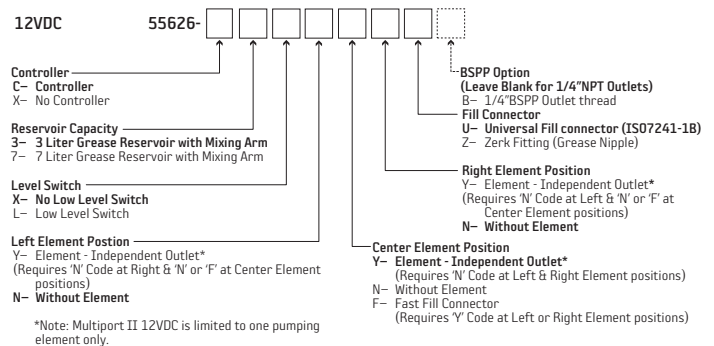 12VDC 55626-
Controller
C– Controller
X– No Controller
Reservoir Capacity
3– 3 Liter Grease Reservoir with Mixing Arm
7– 7 Liter Grease Reservoir with Mixing Arm
Level Switch
X– No Low Level Switch
L– Low Level Switch
Left Element Postion
Y– Element - Independent Outlet*
(Requires 'N' Code at Right & 'N' or 'F' at Center Element
positions)
N– Without Element
*Note: Multiport II 12VDC is limited to one pumping
element only.
BSPP Option
(Leave Blank for 1/4"NPT Outlets)
B– 1/4"BSPP Outlet thread
Fill Connector
U– Universal Fill connector (ISO7241-1B)
Z– Zerk Fitting (Grease Nipple)
Right Element Position
Y– Element - Independent Outlet*
(Requires 'N' Code at Left & 'N' or 'F' at
Center Element positions)
N– Without Element
Center Element Position
Y– Element - Independent Outlet*
(Requires 'N' Code at Left & Right Element positions)
N– Without Element
F– Fast Fill Connector
(Requires 'Y' Code at Left or Right Element positions)